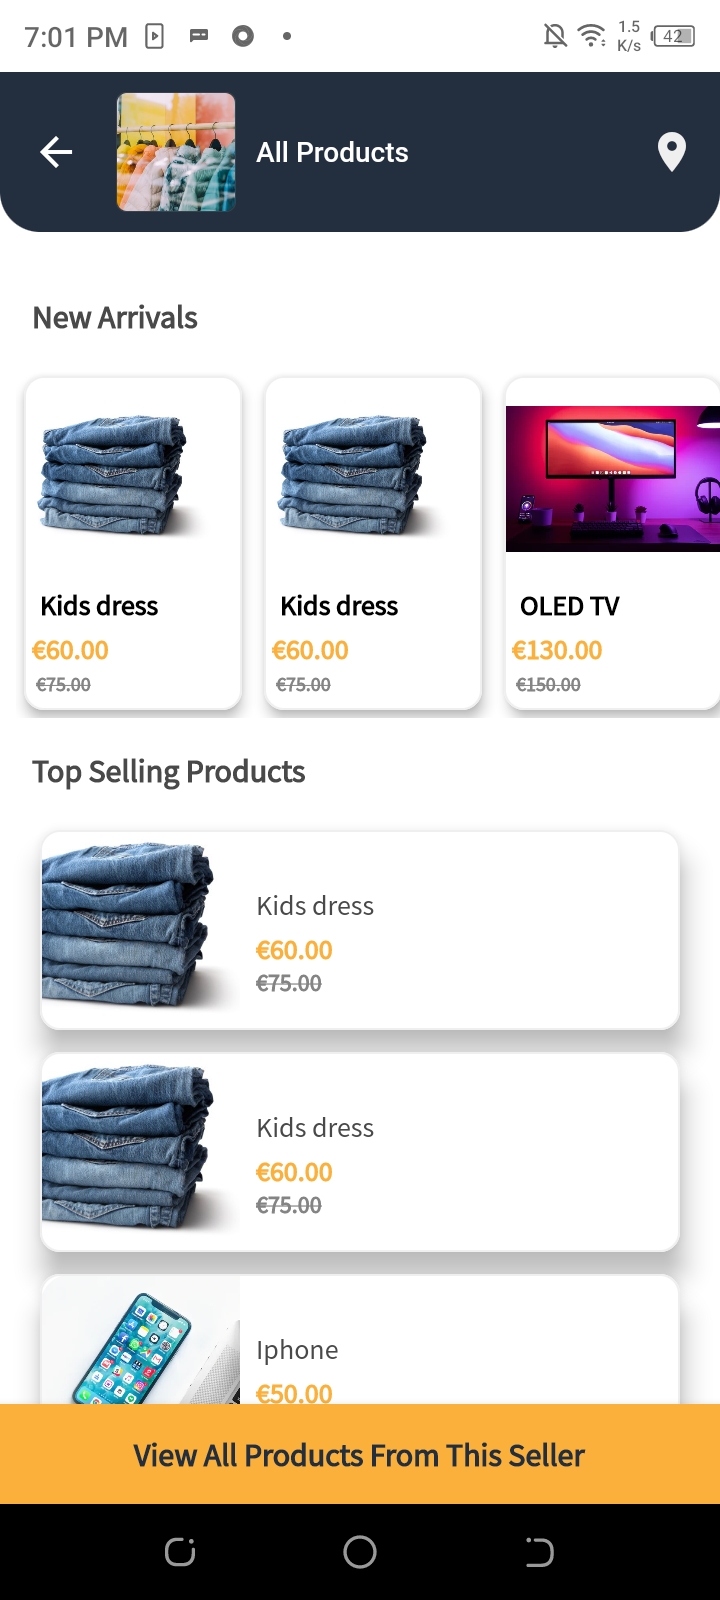 7:01 PM
1.5
K/s
42
All Products
New Arrivals
Kids dress
€60.00
€75.00
Kids dress
€60.00
€75.00
OLED TV
€130.00
€150.00
Top Selling Products
Kids dress
€60.00
€75.00
Kids dress
€60.00
€75.00
Iphone
€50.00
View All Products From This Seller